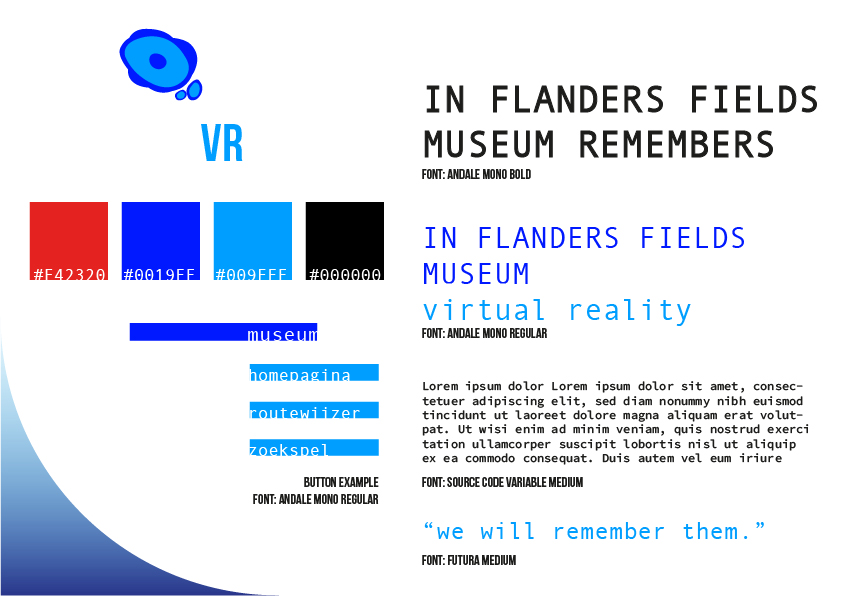 VR
#E42320
#0019FF
#009FFF
#000000
museum
homepagina
routewijzer
zoekspel
BUTTON EXAMPLE
FONT: ANDALE MONO REGULAR
IN FLANDERS FIELDS
MUSEUM REMEMBERS
FONT: ANDALE MONO BOLD
IN FLANDERS FIELDS
MUSEUM
virtual reality
FONT: ANDALE MONO REGULAR
Lorem ipsum dolor Lorem ipsum dolor sit amet, consec-
tetuer adipiscing elit, sed diam nonummy nibh euismod
tincidunt ut laoreet dolore magna aliquam erat volut-
pat. Ut wisi enim ad minim veniam, quis nostrud exerci
tation ullamcorper suscipit lobortis nisl ut aliquip
ex ea commodo consequat. Duis autem vel eum iriure
FONT: SOURCE CODE VARIABLE MEDIUM
“we will remember them.”
FONT: FUTURA MEDIUM